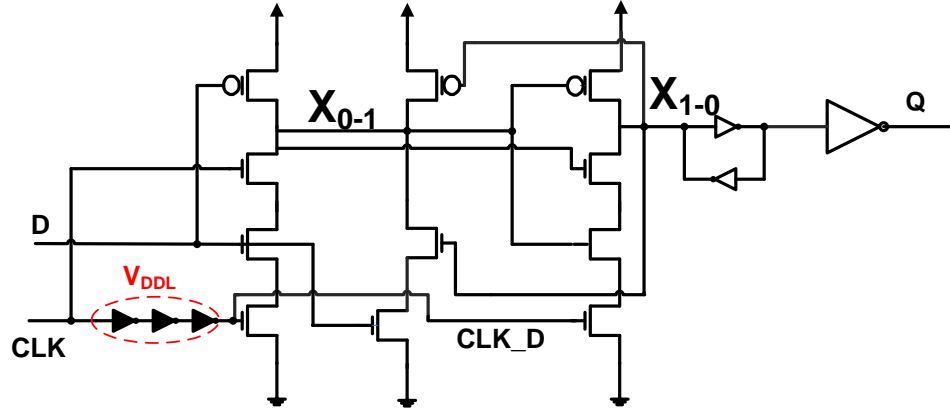 X0-1
X1-0
Q
D
VDDL
CLK
CLK_D